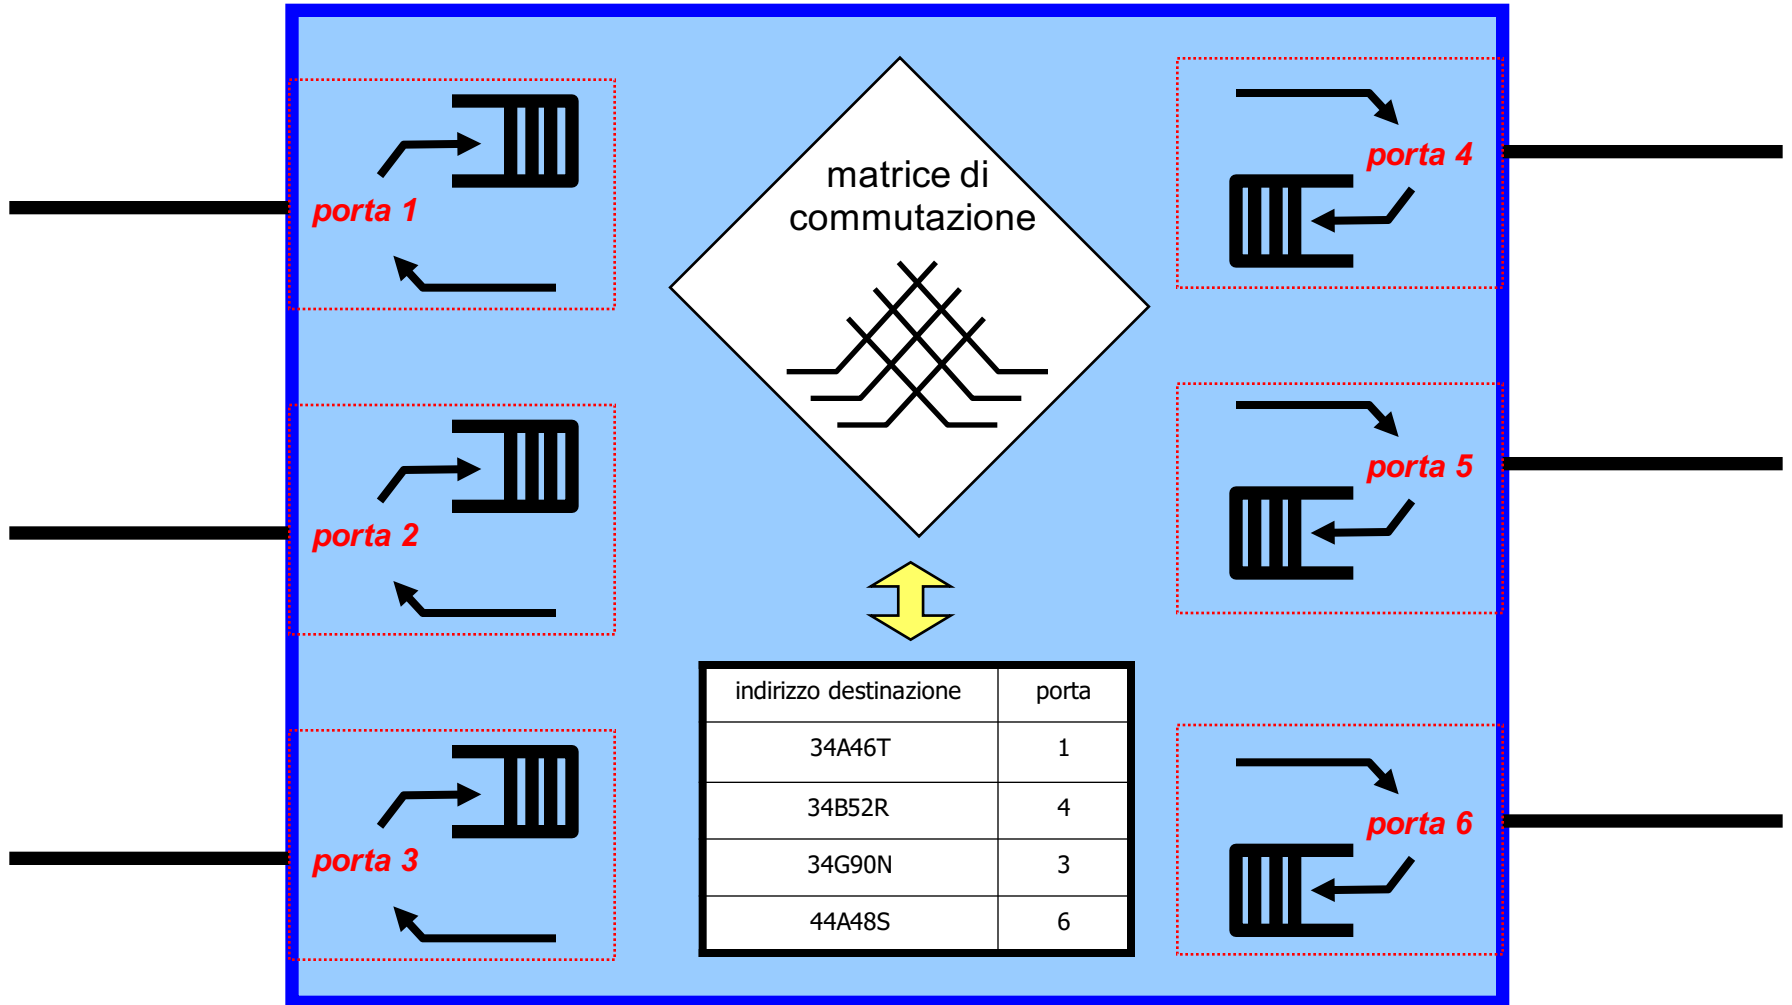 porta 1
porta 2
porta 3
matrice di
commutazione
indirizzo destinazione porta
34A46T 1
34B52R 4
34G90N 3
44A48S 6
porta 4
porta 5
porta 6